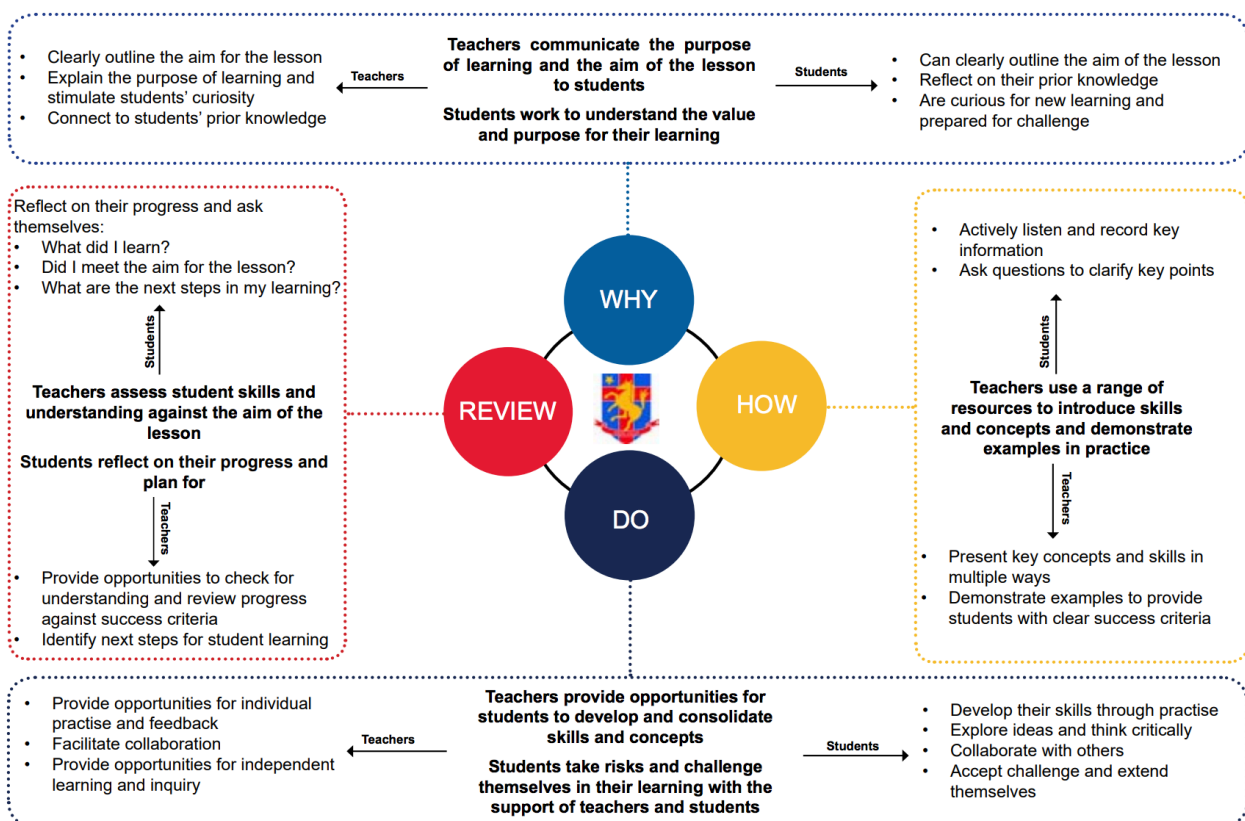 • Clearly outline the aim for the lesson
• Explain the purpose of learning and
stimulate students’ curiosity
• Connect to students’ prior knowledge
Teachers
Teachers communicate the purpose
of learning and the aim of the lesson
to students
Students work to understand the value
and purpose for their learning
Students
• Can clearly outline the aim of the lesson
• Reflect on their prior knowledge
• Are curious for new learning and
prepared for challenge
Reflect on their progress and ask
themselves:
• What did I learn?
• Did I meet the aim for the lesson?
• What are the next steps in my learning?
Students
Teachers assess student skills and
understanding against the aim of the
lesson
Students reflect on their progress and
plan for
Teachers
• Provide opportunities to check for
understanding and review progress
against success criteria
• Identify next steps for student learning
WHY
REVIEW
HOW
DO
• Actively listen and record key
information
• Ask questions to clarify key points
Students
Teachers use a range of
resources to introduce skills
and concepts and demonstrate
examples in practice
Teachers
• Present key concepts and skills in
multiple ways
• Demonstrate examples to provide
students with clear success criteria
• Provide opportunities for individual
practise and feedback
• Facilitate collaboration
• Provide opportunities for independent
learning and inquiry
Teachers
Teachers provide opportunities for
students to develop and consolidate
skills and concepts
Students take risks and challenge
themselves in their learning with the
support of teachers and students
Students
• Develop their skills through practise
• Explore ideas and think critically
• Collaborate with others
• Accept challenge and extend
themselves